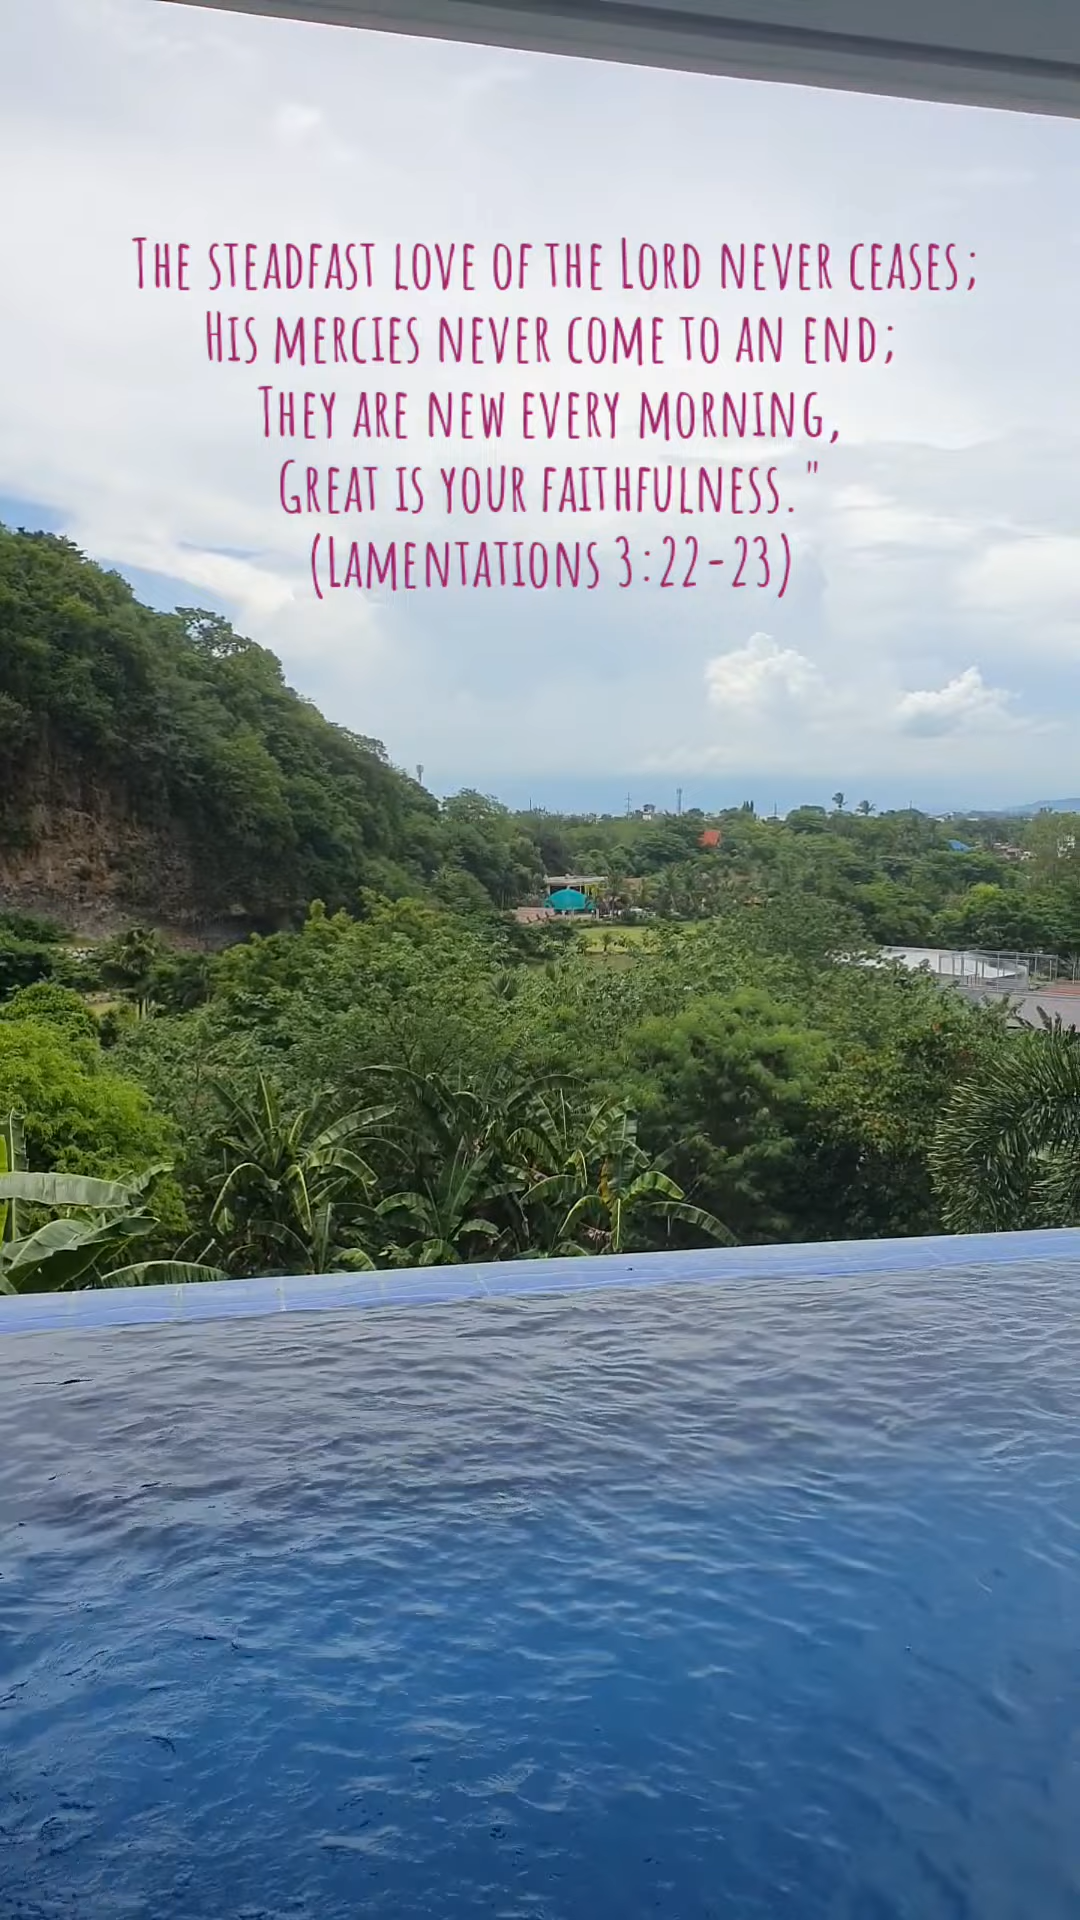 The steadfast love of the Lord never ceases;
His mercies never come to an end;
They are new every morning,
Great is your faithfulness."
(Lamentations 3:22-23)